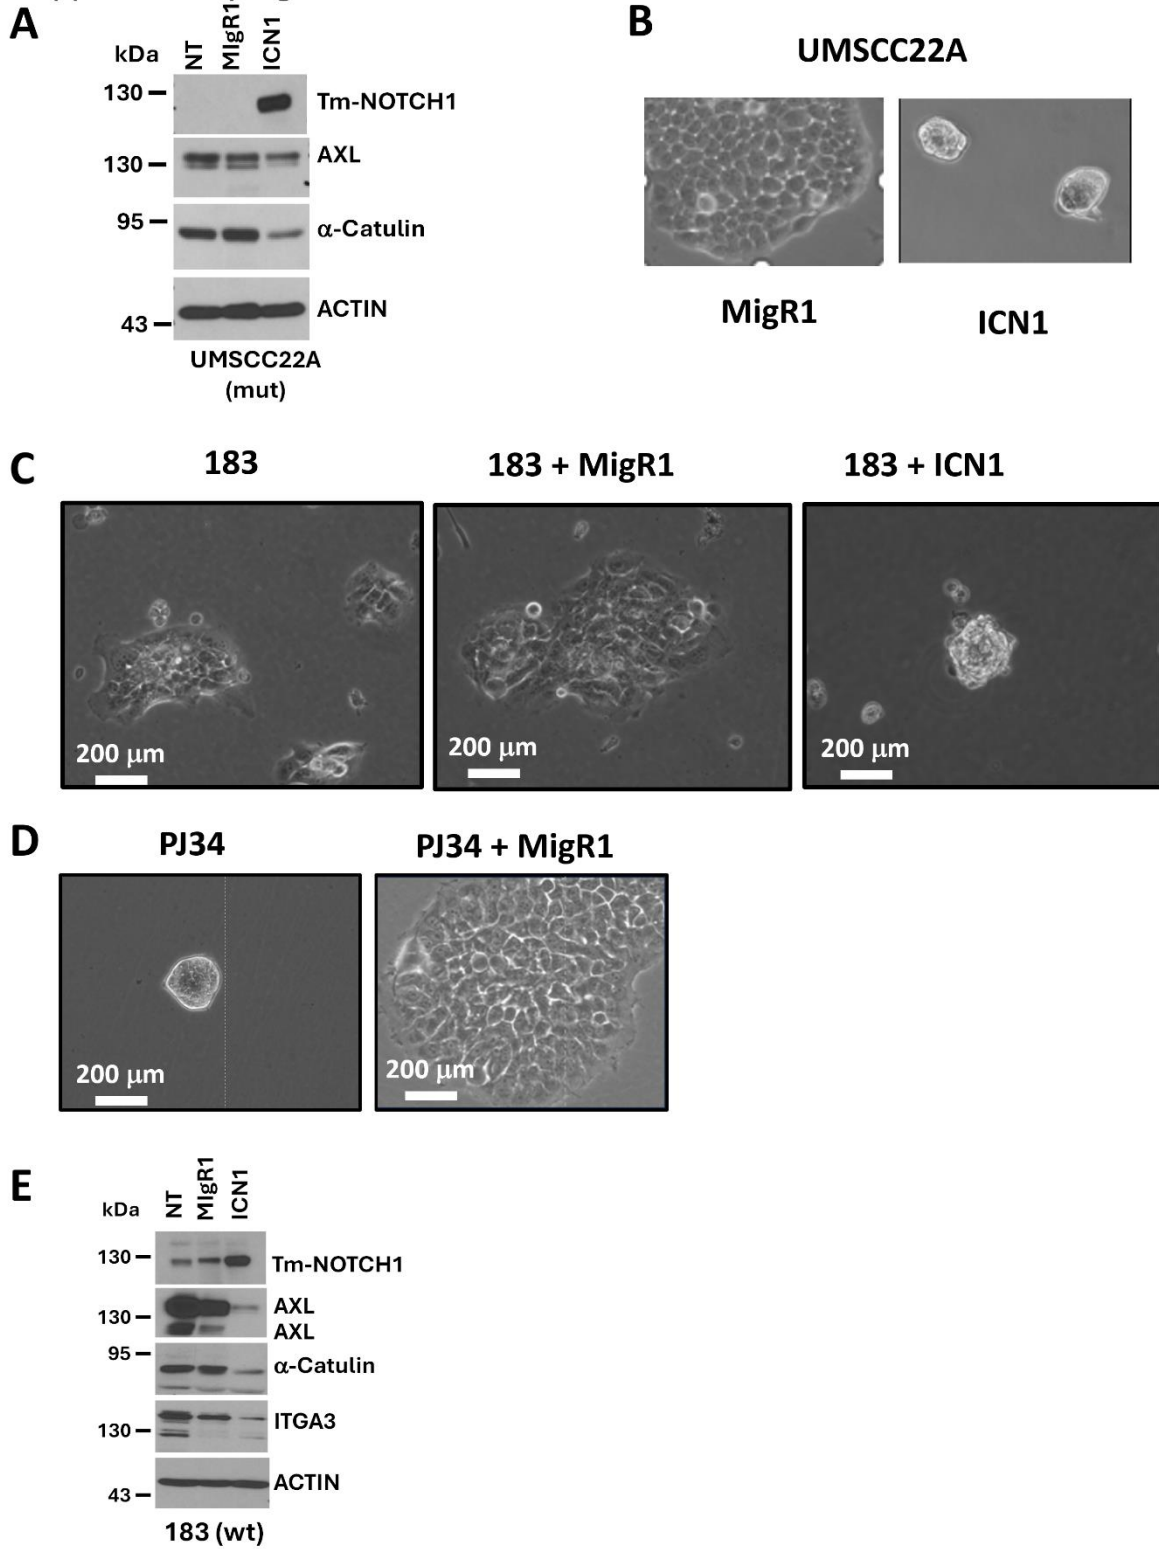 A
kDa
NT
MIgR1
ICN1
130
Tm-NOTCH1
130
AXL
95
α-Catulin
43
ACTIN
UMSCC22A
(mut)
B
UMSCC22A
MigR1
ICN1
C
183
183 + MigR1
183 + ICN1
200 μm
200 μm
200 μm
D
PJ34
PJ34 + MigR1
200 μm
200 μm
E
kDa
NT
MIgR1
ICN1
130
Tm-NOTCH1
AXL
130
AXL
95
α-Catulin
ITGA3
130
ACTIN
43
183 (wt)